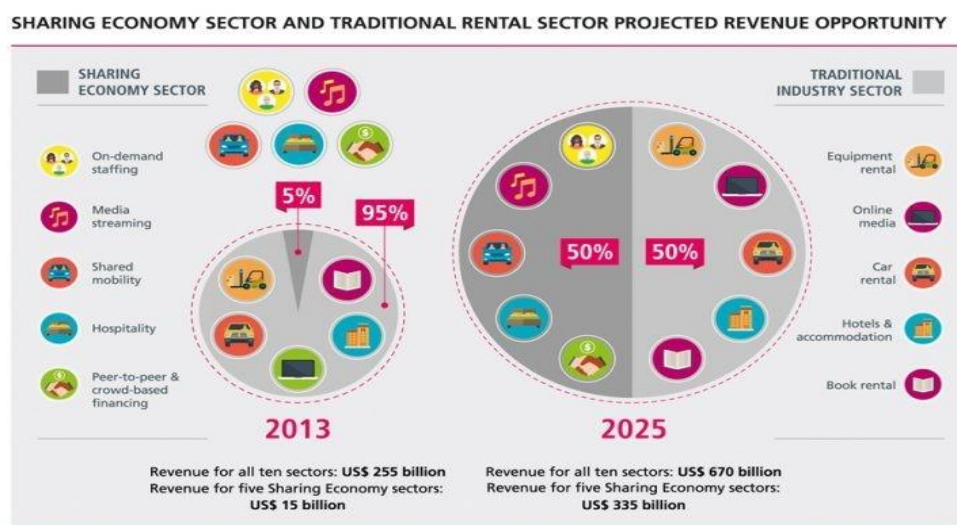 SHARING ECONOMY SECTOR AND TRADITIONAL RENTAL SECTOR PROJECTED REVENUE OPPORTUNITY
SHARING
ECONOMY SECTOR
On-demand
staffing
Media
streaming
Shared
mobility
Hospitality
Peer-to-peer &
crowd-based
financing
$
5%
95%
2013
Revenue for all ten sectors: US$ 255 billion
Revenue for five Sharing Economy sectors:
US$ 15 billion
50%
50%
$
2025
Revenue for all ten sectors: US$ 670 billion
Revenue for five Sharing Economy sectors:
US$ 335 billion
TRADITIONAL
INDUSTRY SECTOR
Equipment
rental
Online
media
Car
rental
Hotels &
accommodation
Book rental